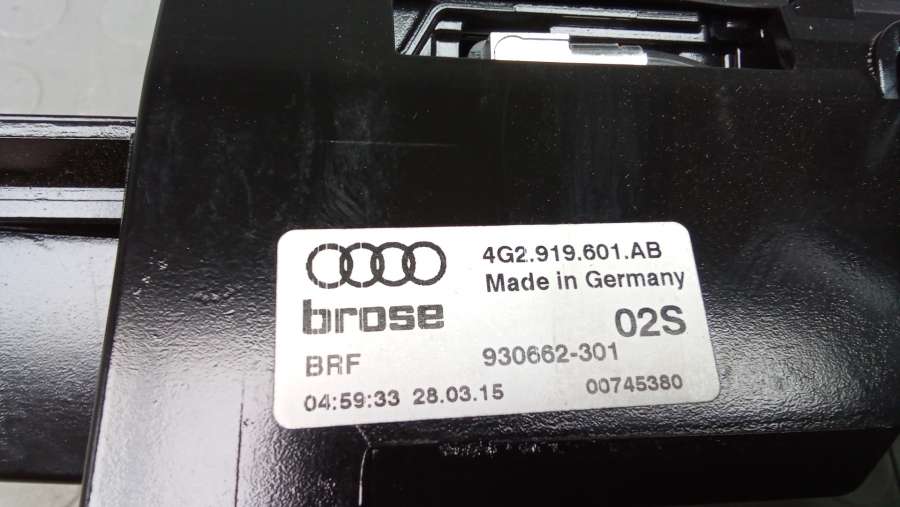 4G2.919.601.AB
Made in Germany
brose
02S
BRF 930662-301
04:59:33 28.03.15 00745380